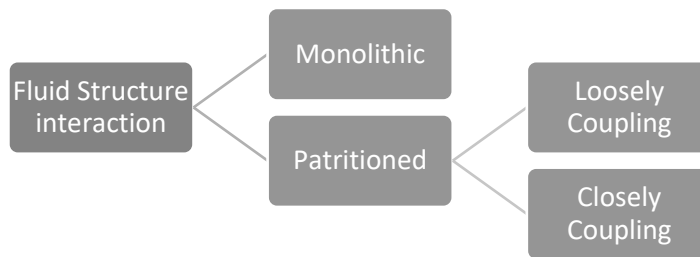 Fluid Structure
interaction
Monolithic
Patritioned
Loosely
Coupling
Closely
Coupling